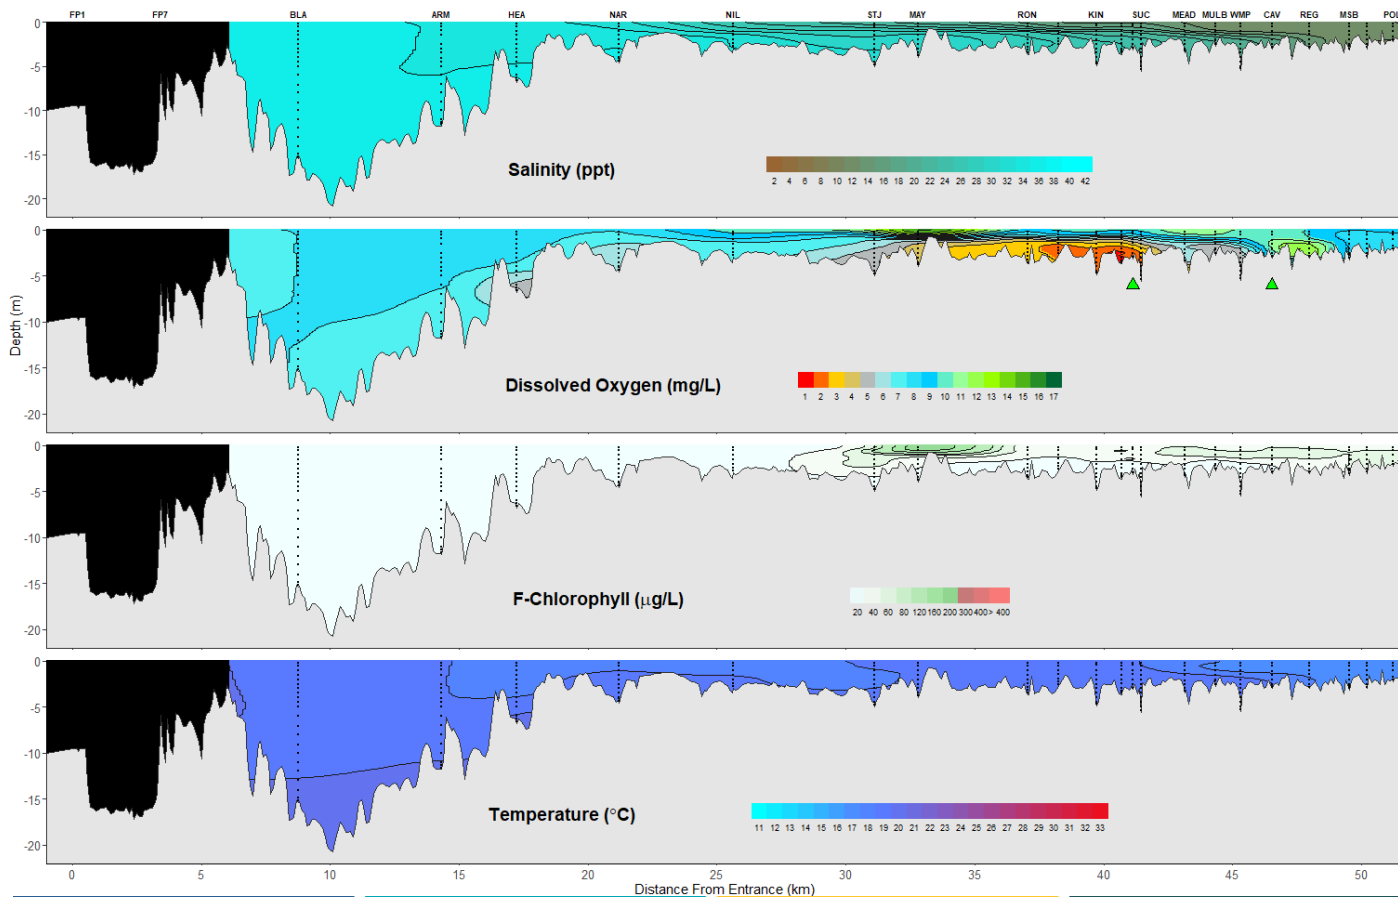 FP1 FP7 BLA ARM HEA NAR NIL STJ MAY RON KIN SUC MEAD MULB WMP CAV REG MSB POL
0
-5
-10
-15
-20
Salinity (ppt)
2 4 6 8 10 12 14 16 18 20 22 24 26 28 30 32 34 36 38 40 42
0
-5
-10
-15
-20
Dissolved Oxygen (mg/L)
1 2 3 4 5 6 7 8 9 10 11 12 13 14 15 16 17
Depth (m)
0
-5
-10
-15
-20
F-Chlorophyll (μg/L)
20 40 60 80 120 160 200 300 400 > 400
0
-5
-10
-15
-20
Temperature (°C)
11 12 13 14 15 16 17 18 19 20 21 22 23 24 25 26 27 28 29 30 31 32 33
0 5 10 15 20 25 30 35 40 45 50
Distance From Entrance (km)